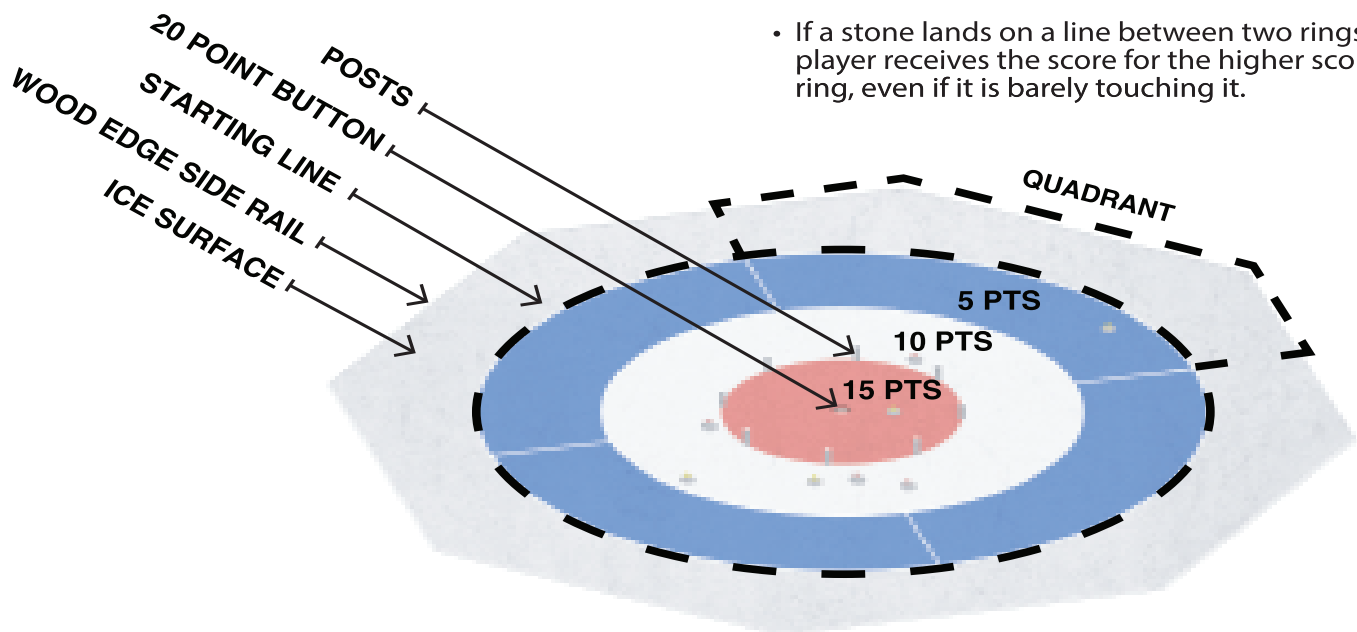 • If a stone lands on a line between two rings
player receives the score for the higher sco
ring, even if it is barely touching it.
POSTS
20 POINT BUTTON
STARTING LINE
WOOD EDGE SIDE RAIL
ICE SURFACE
QUADRANT
5 PTS
10 PTS
15 PTS